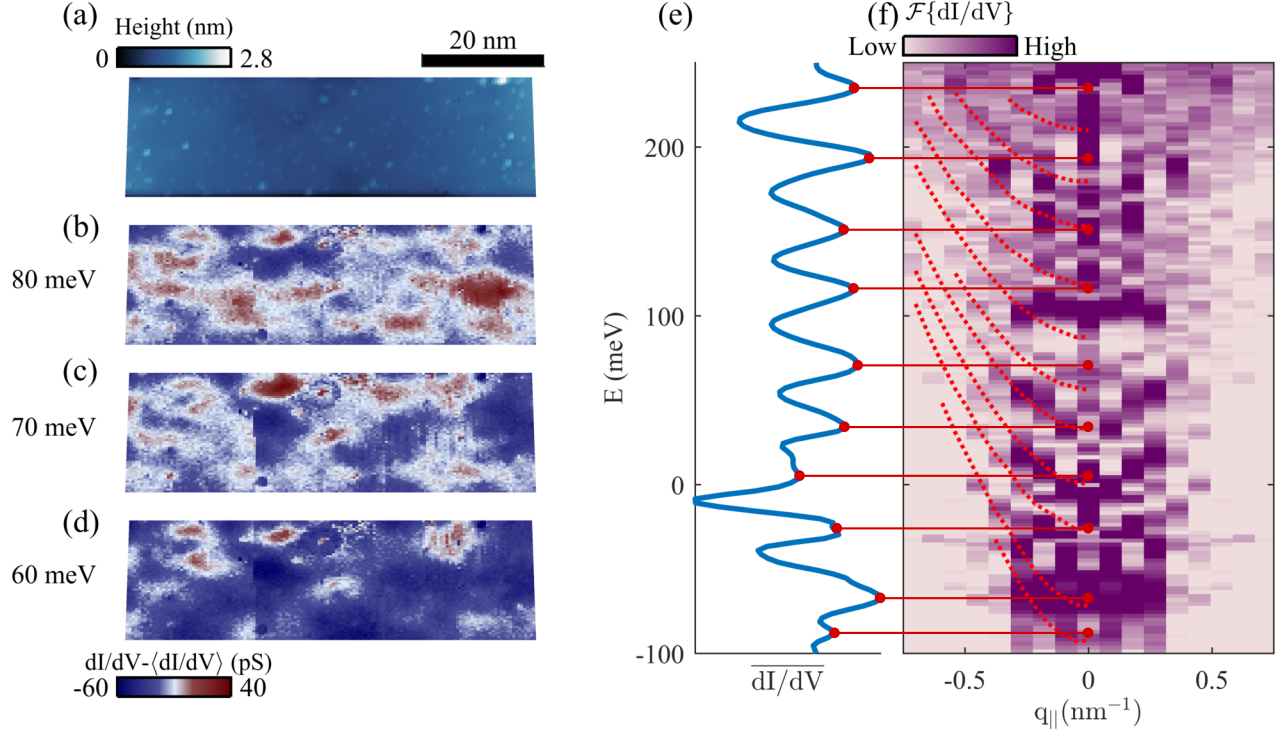 (a)
Height (nm)
0 2.8
20 nm
(b)
80 meV
(c)
70 meV
(d)
60 meV
dI/dV-⟨dI/dV⟩ (pS)
-60 40
(e)
(f)
ℱ{dI/dV}
Low High
E (meV)
200
100
0
-100
dI/dV
-0.5 0 0.5
q||(nm⁻¹)